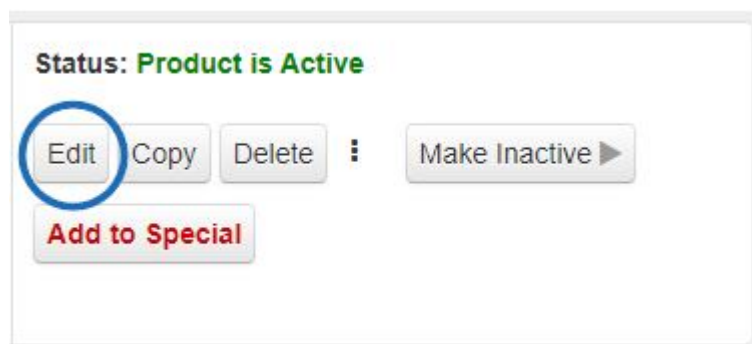 Status: Product is Active
Edit Copy Delete Make Inactive
Add to Special